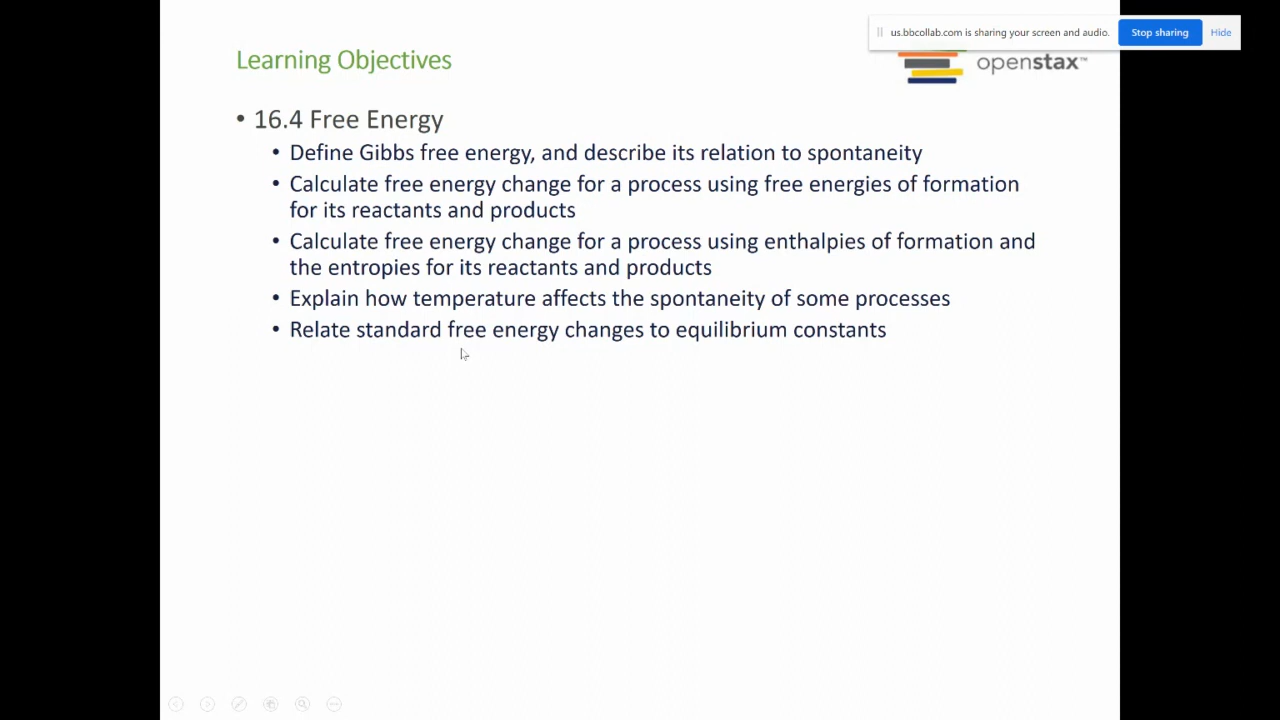 us.bbcollab.com is sharing your screen and audio. Stop sharing Hide
Learning Objectives
openstax™
• 16.4 Free Energy
• Define Gibbs free energy, and describe its relation to spontaneity
• Calculate free energy change for a process using free energies of formation
for its reactants and products
• Calculate free energy change for a process using enthalpies of formation and
the entropies for its reactants and products
• Explain how temperature affects the spontaneity of some processes
• Relate standard free energy changes to equilibrium constants